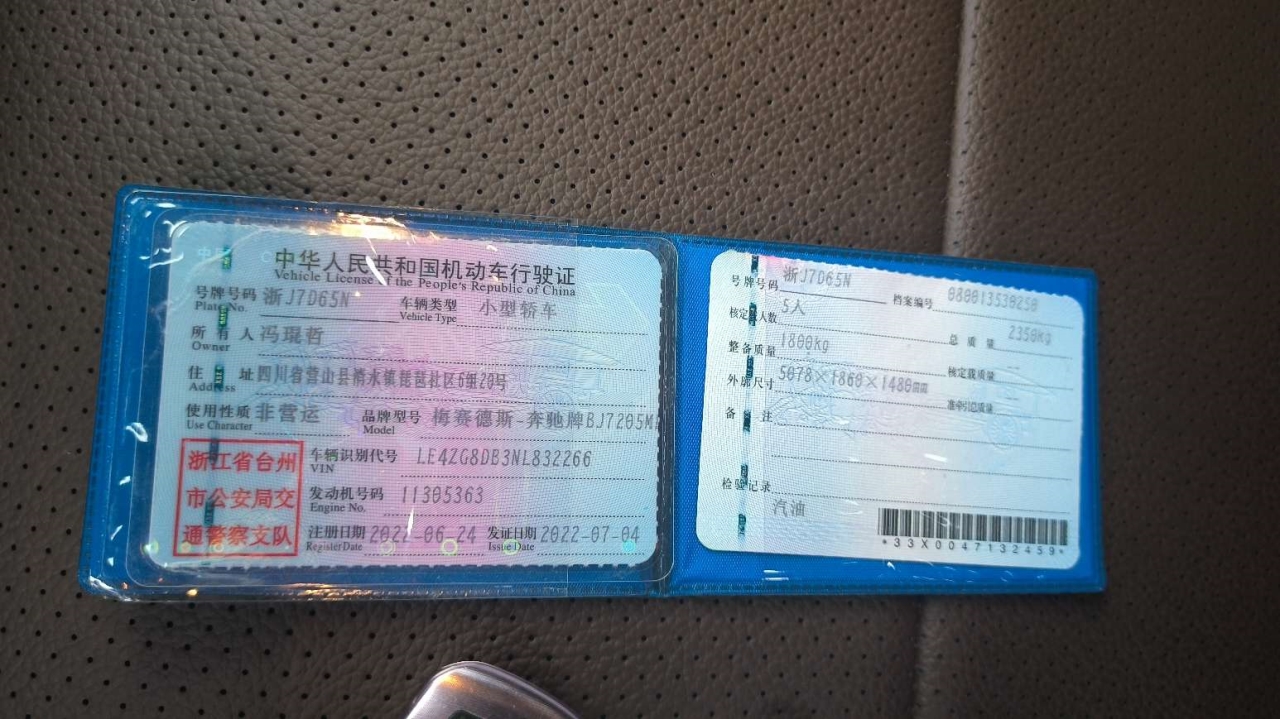 中华人民共和国机动车行驶证
Vehicle License of the People's Republic of China
号牌号码 浙J7D65N 车辆类型 小型轿车
Plate No. Vehicle Type
所有人 冯琨哲
Owner
住址 四川省营山县清水镇琵琶社区6组20号
Address
使用性质 非营运 品牌型号 梅赛德斯-奔驰牌BJ7205M
Use Character Model
浙江省台州
市公安局交
通警察支队
车辆识别代号 LE4ZG8DB3NL832266
VIN
发动机号码 11305363
Engine No.
注册日期 2022-06-24 发证日期 2022-07-04
Register Date Issue Date
号牌号码 浙J7D65N 档案编号
核定载人数 5人 总质量 2350kg
整备质量 1800kg 核定载质量 --
外廓尺寸 5078×1860×1480mm 准牵引总质量 --
备注
检验记录
汽油
*33X0047132459*